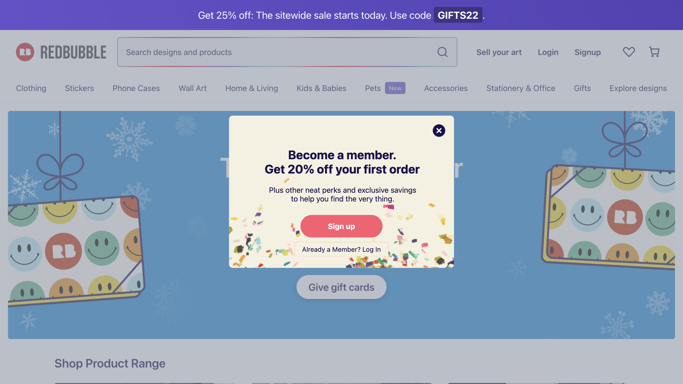 Get 25% off: The sitewide sale starts today. Use code GIFTS22.
RB REDBUBBLE
Search designs and products
Sell your art
Login
Signup
Clothing
Stickers
Phone Cases
Wall Art
Home & Living
Kids & Babies
Pets New
Accessories
Stationery & Office
Gifts
Explore designs
Become a member.
Get 20% off your first order
Plus other neat perks and exclusive savings
to help you find the very thing.
Sign up
Already a Member? Log In
RB
RB
Give gift cards
Shop Product Range